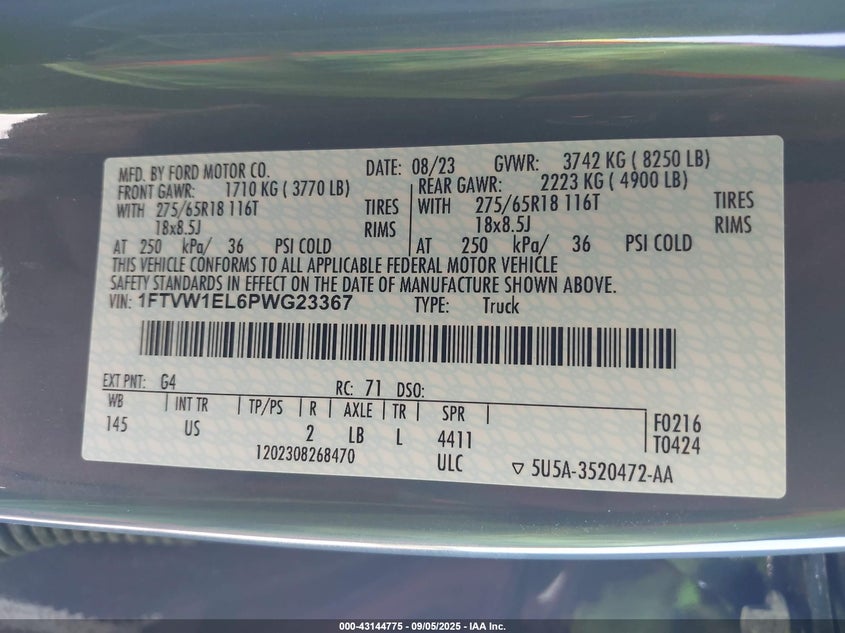 MFD. BY FORD MOTOR CO. DATE: 08/23 GVWR: 3742 KG ( 8250 LB)
FRONT GAWR: 1710 KG ( 3770 LB) REAR GAWR: 2223 KG ( 4900 LB)
WITH 275/65R18 116T TIRES WITH 275/65R18 116T TIRES
18x8.5J RIMS 18x8.5J RIMS
AT 250 kPa/ 36 PSI COLD AT 250 kPa/ 36 PSI COLD
THIS VEHICLE CONFORMS TO ALL APPLICABLE FEDERAL MOTOR VEHICLE
SAFETY STANDARDS IN EFFECT ON THE DATE OF MANUFACTURE SHOWN ABOVE.
VIN: 1FTVW1EL6PWG23367 TYPE: Truck
EXT PNT: G4 RC: 71 DSO:
WB INT TR TP/PS R AXLE TR SPR F0216
145 US 2 LB L 4411 T0424
1202308268470 ULC ▽ 5U5A-3520472-AA
000-43144775 - 09/05/2025 - IAA Inc.